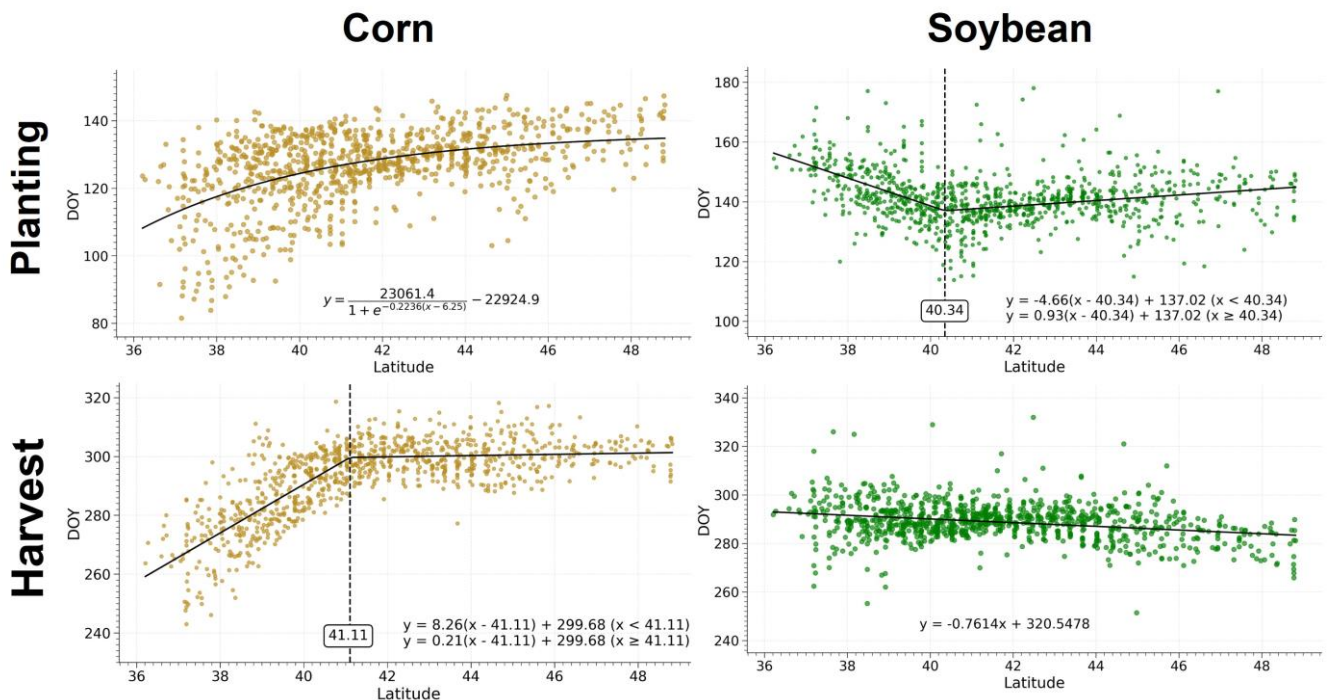 Corn
Soybean
Planting
Harvest
DOY
140
120
100
80
y = 23061.4 / 1 + e^{-0.2236(x-6.25)} − 22924.9
36 38 40 42 44 46 48
Latitude
DOY
180
160
140
120
100
40.34
y = -4.66(x - 40.34) + 137.02 (x < 40.34)
y = 0.93(x - 40.34) + 137.02 (x ≥ 40.34)
36 38 40 42 44 46 48
Latitude
DOY
320
300
280
260
240
41.11
y = 8.26(x - 41.11) + 299.68 (x < 41.11)
y = 0.21(x - 41.11) + 299.68 (x ≥ 41.11)
36 38 40 42 44 46 48
Latitude
DOY
340
320
300
280
260
240
y = -0.7614x + 320.5478
36 38 40 42 44 46 48
Latitude